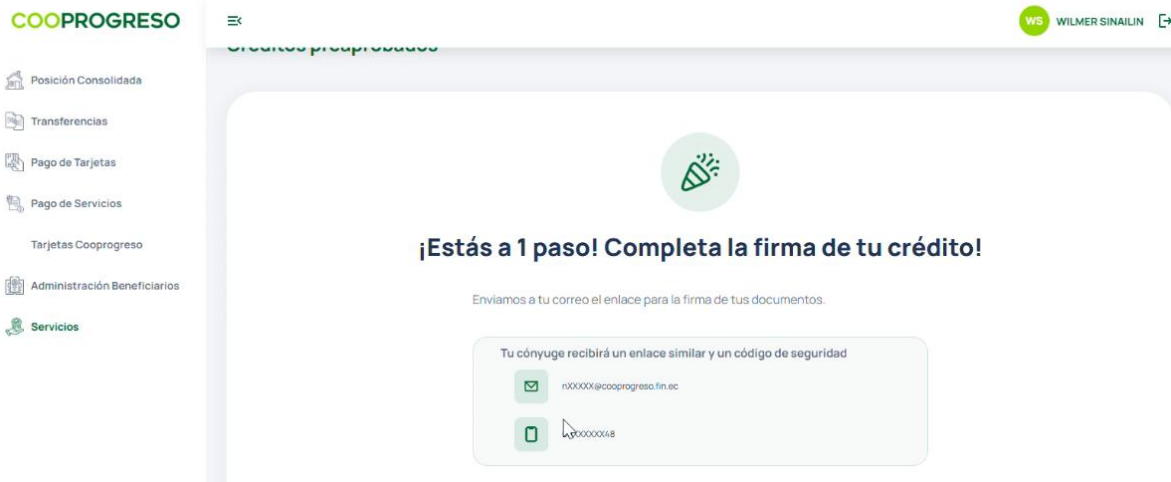 COOPROGRESO
WS WILMER SINAILIN
Créditos preaprobados
Posición Consolidada
Transferencias
Pago de Tarjetas
Pago de Servicios
Tarjetas Cooprogreso
Administración Beneficiarios
Servicios
¡Estás a 1 paso! Completa la firma de tu crédito!
Enviamos a tu correo el enlace para la firma de tus documentos.
Tu cónyuge recibirá un enlace similar y un código de seguridad
nXXXXX@cooprogreso.fin.ec